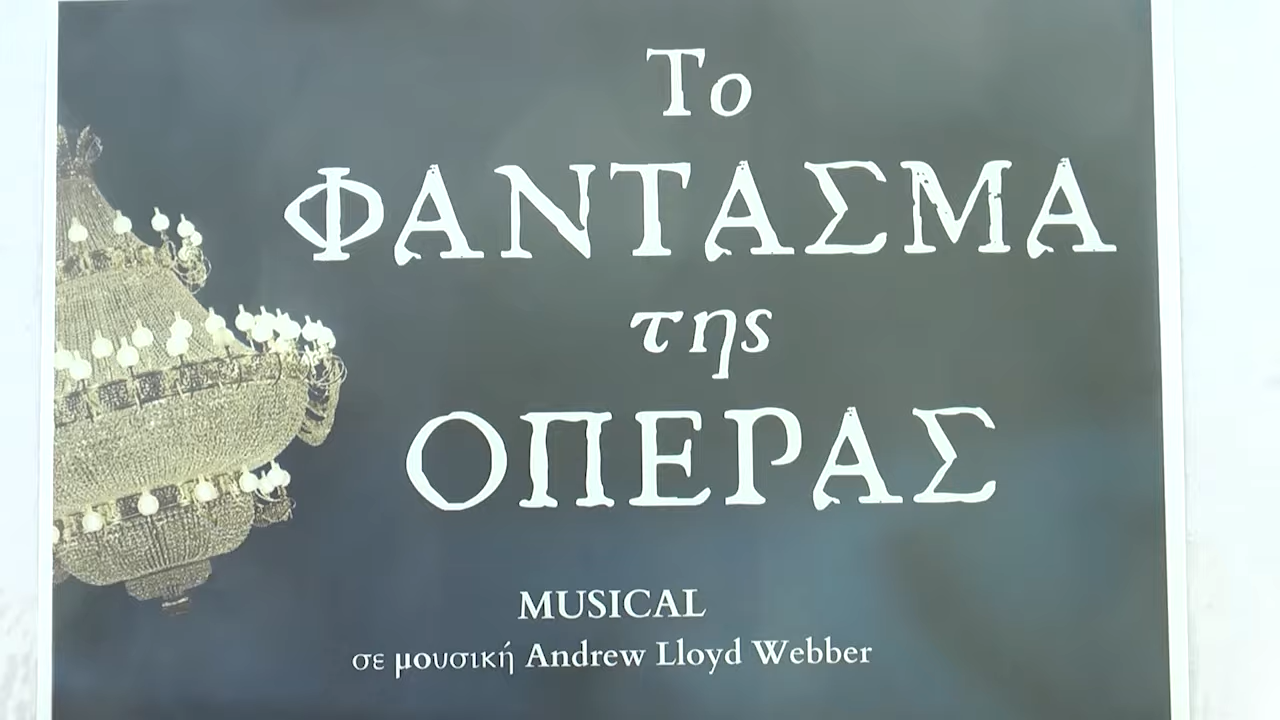 Το
ΦΑΝΤΑΣΜΑ
της
ΟΠΕΡΑΣ
MUSICAL
σε μουσική Andrew Lloyd Webber